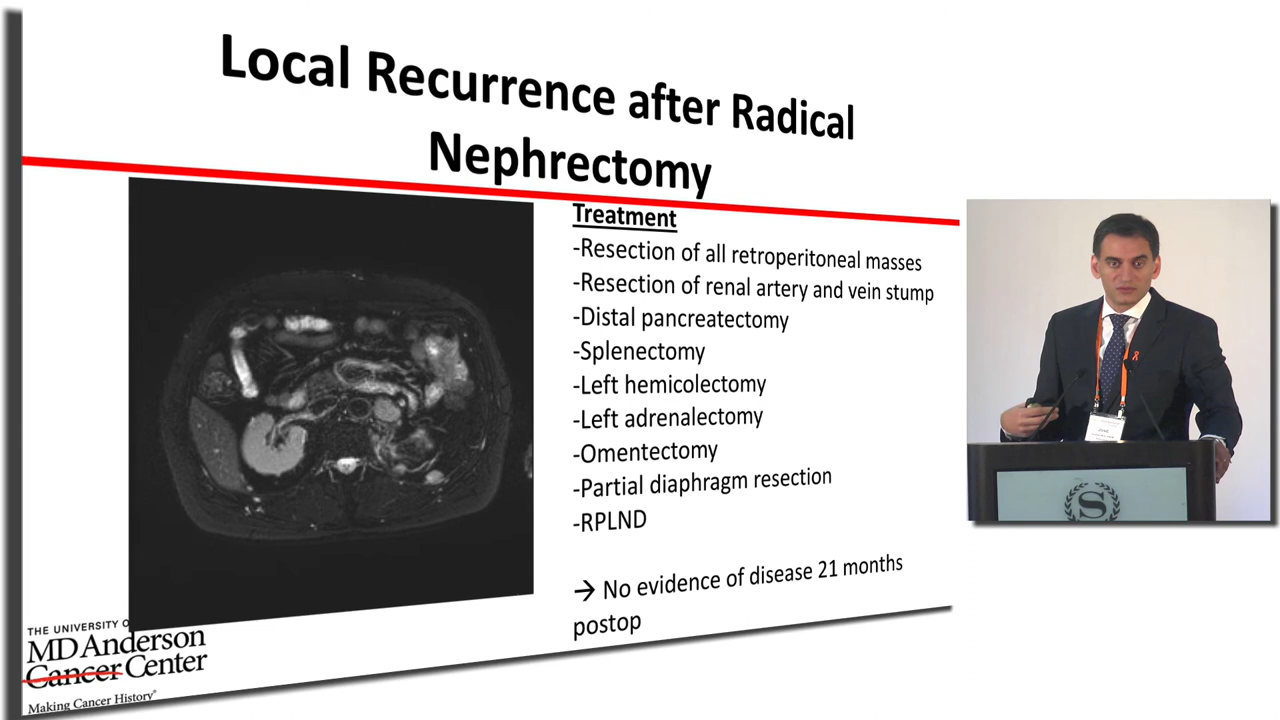 Local Recurrence after Radical
Nephrectomy
Treatment
-Resection of all retroperitoneal masses
-Resection of renal artery and vein stump
-Distal pancreatectomy
-Splenectomy
-Left hemicolectomy
-Left adrenalectomy
-Omentectomy
-Partial diaphragm resection
-RPLND
→ No evidence of disease 21 months
postop
THE UNIVERSITY O
MD Anderson
Cancer Center
Making Cancer History®
S